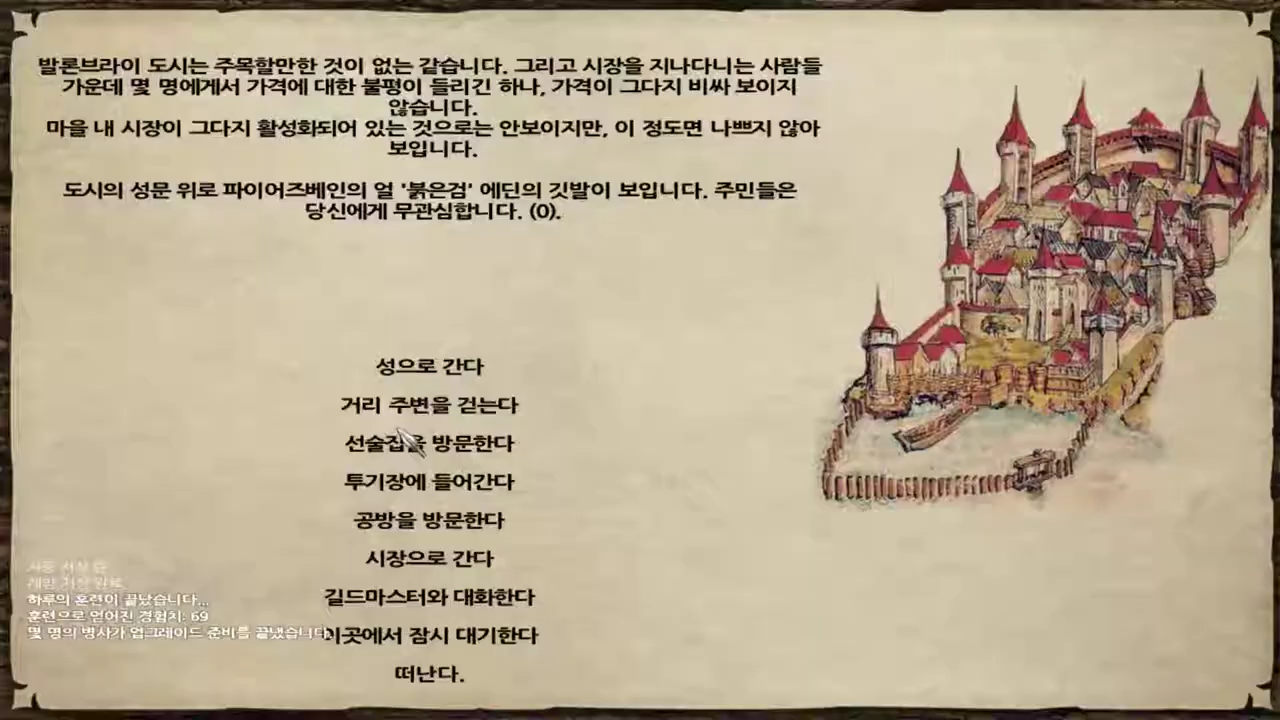 발론브라이 도시는 주목할만한 것이 없는 같습니다. 그리고 시장을 지나다니는 사람들
가운데 몇 명에게서 가격에 대한 불평이 들리긴 하나, 가격이 그다지 비싸 보이지
않습니다.
마을 내 시장이 그다지 활성화되어 있는 것으로는 안보이지만, 이 정도면 나쁘지 않아
보입니다.
도시의 성문 위로 파이어즈베인의 얼 '붉은검' 에딘의 깃발이 보입니다. 주민들은
당신에게 무관심합니다. (0).
성으로 간다
거리 주변을 걷는다
선술집을 방문한다
투기장에 들어간다
공방을 방문한다
시장으로 간다
길드마스터와 대화한다
이곳에서 잠시 대기한다
떠난다.
자동 저장 중
게임 저장 완료
하루의 훈련이 끝났습니다...
훈련으로 얻어진 경험치: 69
몇 명의 병사가 업그레이드 준비를 끝냈습니다.